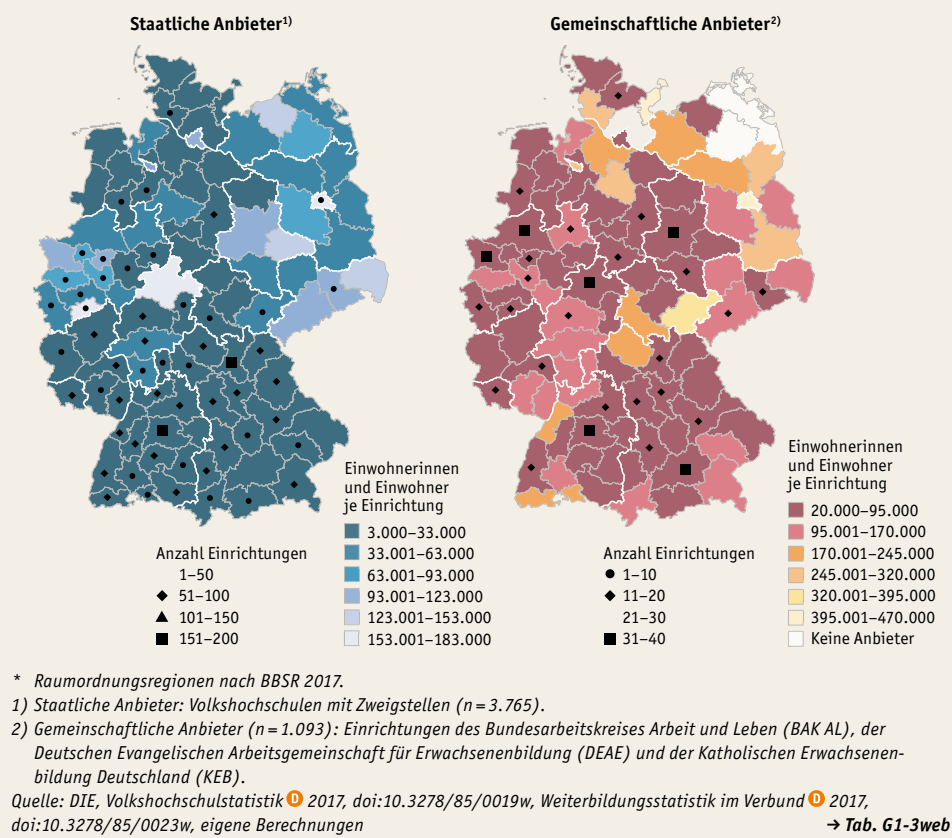 Staatliche Anbieter1)
Gemeinschaftliche Anbieter2)
Einwohnerinnen
und Einwohner
je Einrichtung
3.000–33.000
33.001–63.000
63.001–93.000
93.001–123.000
123.001–153.000
153.001–183.000
Anzahl Einrichtungen
1–50
51–100
101–150
151–200
Einwohnerinnen
und Einwohner
je Einrichtung
20.000–95.000
95.001–170.000
170.001–245.000
245.001–320.000
320.001–395.000
395.001–470.000
Keine Anbieter
Anzahl Einrichtungen
1–10
11–20
21–30
31–40
* Raumordnungsregionen nach BBSR 2017.
1) Staatliche Anbieter: Volkshochschulen mit Zweigstellen (n=3.765).
2) Gemeinschaftliche Anbieter (n=1.093): Einrichtungen des Bundesarbeitskreises Arbeit und Leben (BAK AL), der
Deutschen Evangelischen Arbeitsgemeinschaft für Erwachsenenbildung (DEAE) und der Katholischen Erwachsenen-
bildung Deutschland (KEB).
Quelle: DIE, Volkshochschulstatistik D 2017, doi:10.3278/85/0019w, Weiterbildungsstatistik im Verbund D 2017,
doi:10.3278/85/0023w, eigene Berechnungen
→ Tab. G1-3web